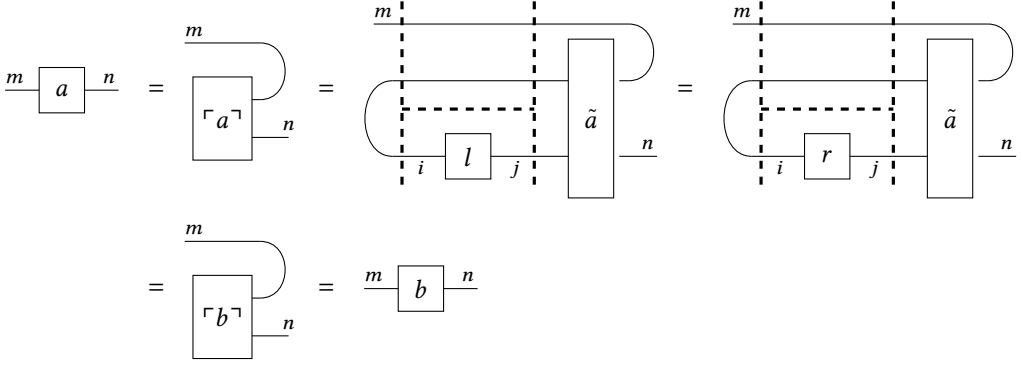 m a n = m ⌜a⌝ n = m i l j ã n = m i r j ã n
= m ⌜b⌝ n = m b n